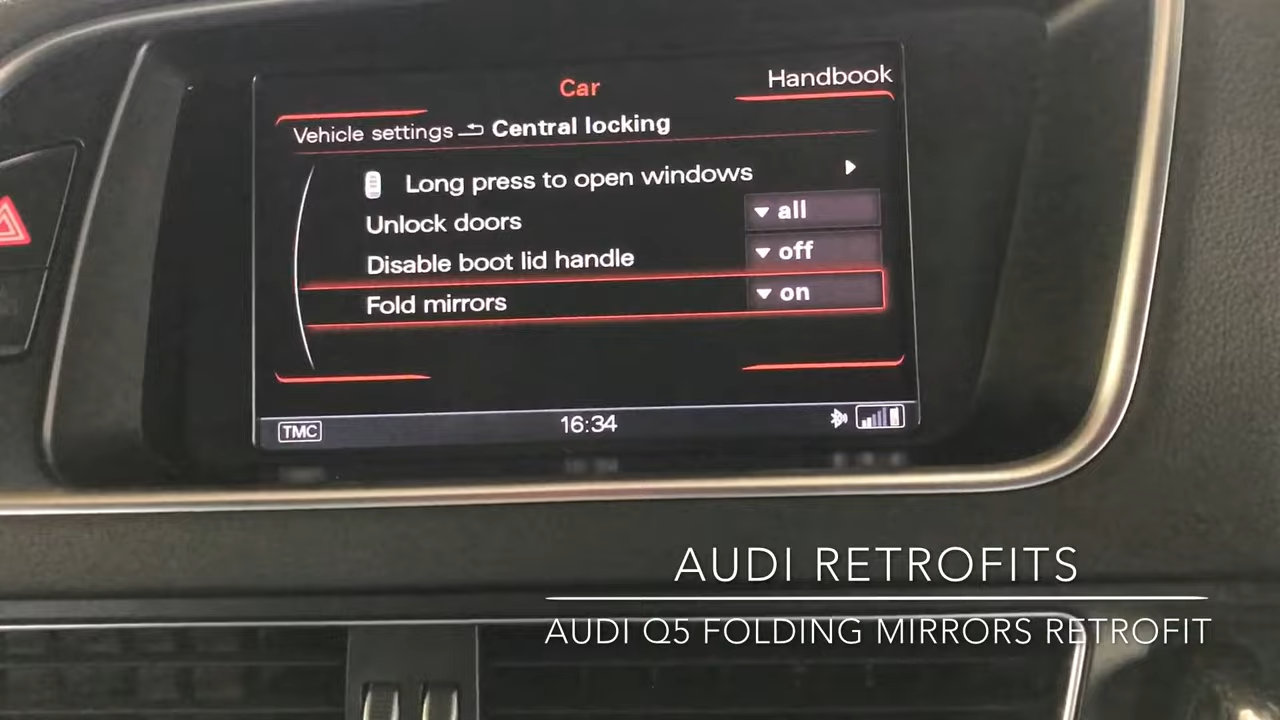 Car
Handbook
Vehicle settings Central locking
Long press to open windows
Unlock doors all
Disable boot lid handle off
Fold mirrors on
TMC 16:34
AUDI RETROFITS
AUDI Q5 FOLDING MIRRORS RETROFIT